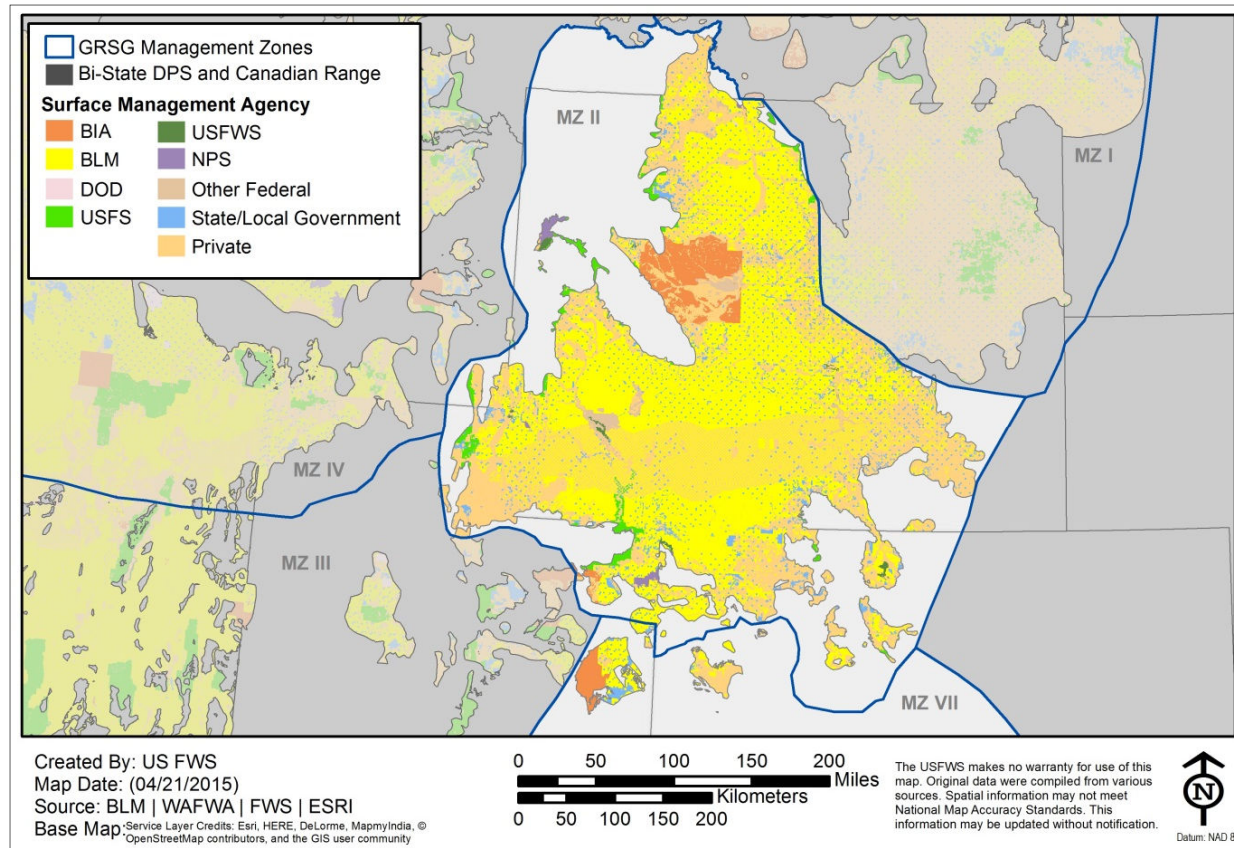 GRSG Management Zones
Bi-State DPS and Canadian Range
Surface Management Agency
BIA
BLM
DOD
USFS
USFWS
NPS
Other Federal
State/Local Government
Private
MZ II
MZ I
MZ IV
MZ III
MZ VII
Created By: US FWS
Map Date: (04/21/2015)
Source: BLM | WAFWA | FWS | ESRI
Base Map: Service Layer Credits: Esri, HERE, DeLorme, MapmyIndia, ©
OpenStreetMap contributors, and the GIS user community
0 50 100 150 200
Miles
Kilometers
0 50 100 150 200
The USFWS makes no warranty for use of this
map. Original data were compiled from various
sources. Spatial information may not meet
National Map Accuracy Standards. This
information may be updated without notification.
N
Datum: NAD 8